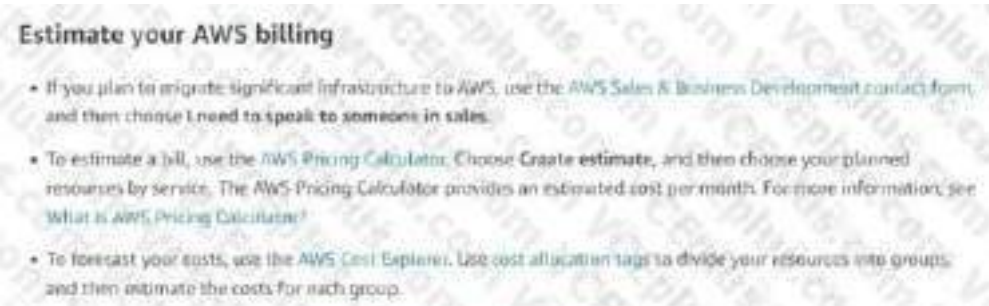 Estimate your AWS billing
• If you plan to migrate significant infrastructure to AWS, use the AWS Sales & Business Development contact form,
and then choose I need to speak to someone in sales.
• To estimate a bill, use the AWS Pricing Calculator. Choose Create estimate, and then choose your planned
resources by service. The AWS Pricing Calculator provides an estimated cost per month. For more information, see
What is AWS Pricing Calculator?
• To forecast your costs, use the AWS Cost Explorer. Use cost allocation tags to divide your resources into groups,
and then estimate the costs for each group.